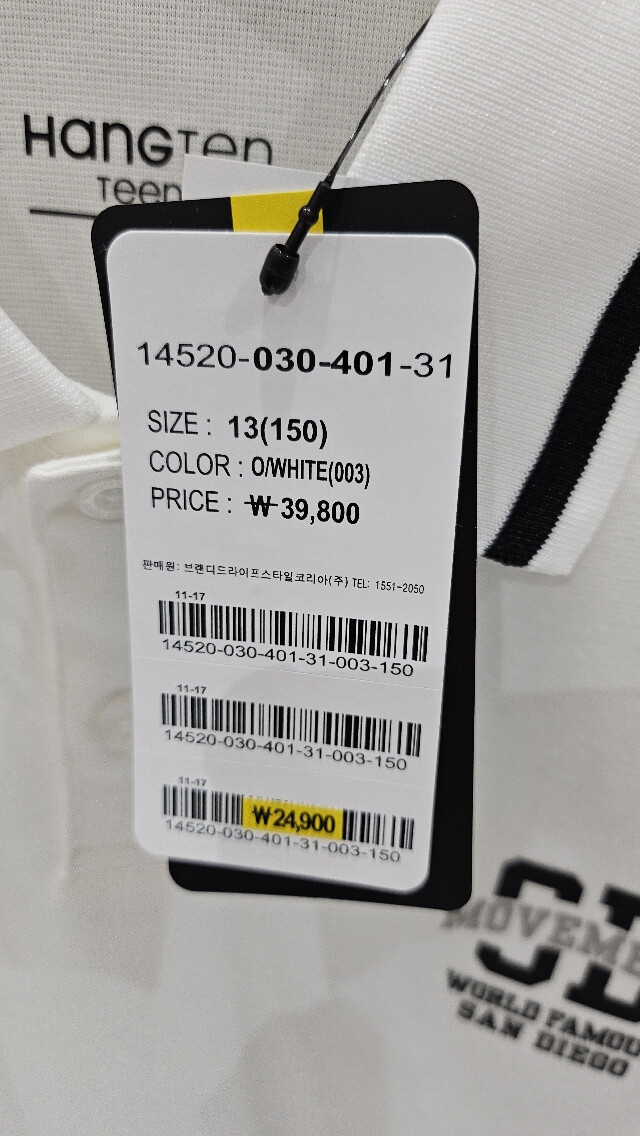 HangTen
Teen
14520-030-401-31
SIZE : 13(150)
COLOR : O/WHITE(003)
PRICE : ₩39,800
판매원: 브랜디드라이프스타일코리아(주) TEL: 1551-2050
11-17
14520-030-401-31-003-150
11-17
14520-030-401-31-003-150
11-17
₩24,900
14520-030-401-31-003-150
MOVEME
WORLD FAMOU
SAN DIEGO